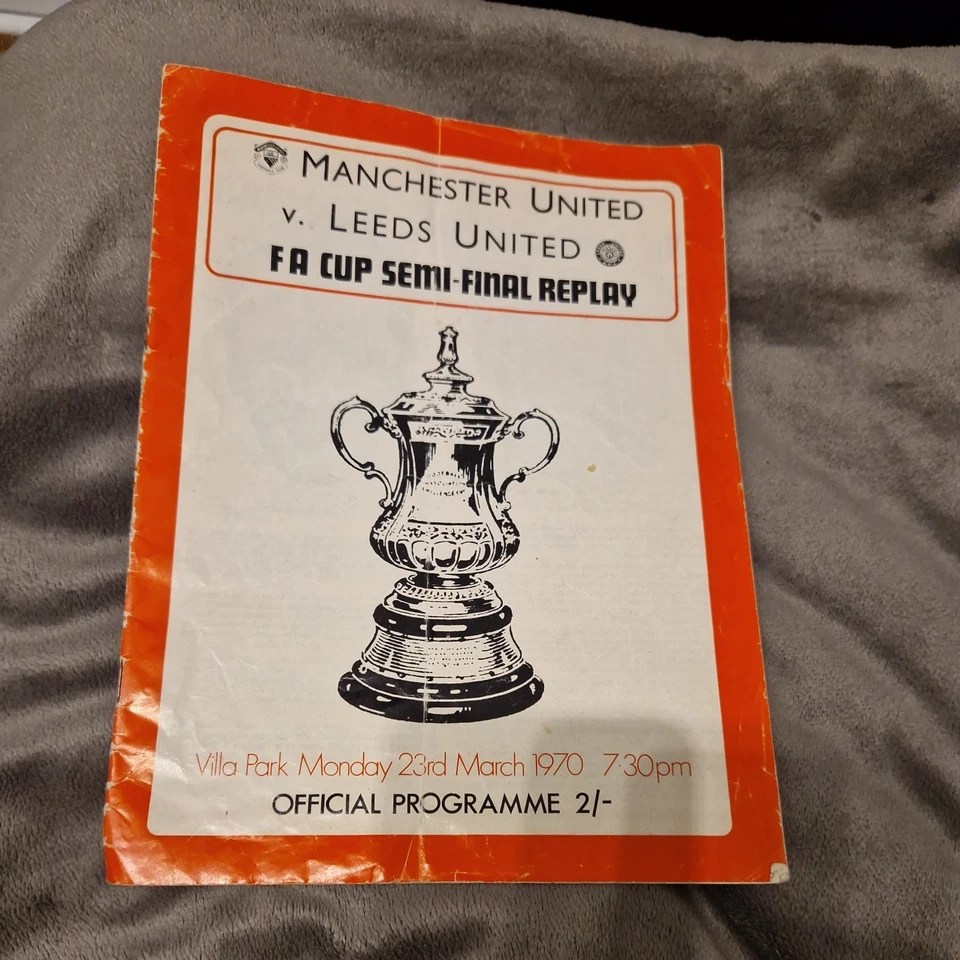 MANCHESTER UNITED
v. LEEDS UNITED
FA CUP SEMI-FINAL REPLAY
Villa Park Monday 23rd March 1970 7·30pm
OFFICIAL PROGRAMME 2/-